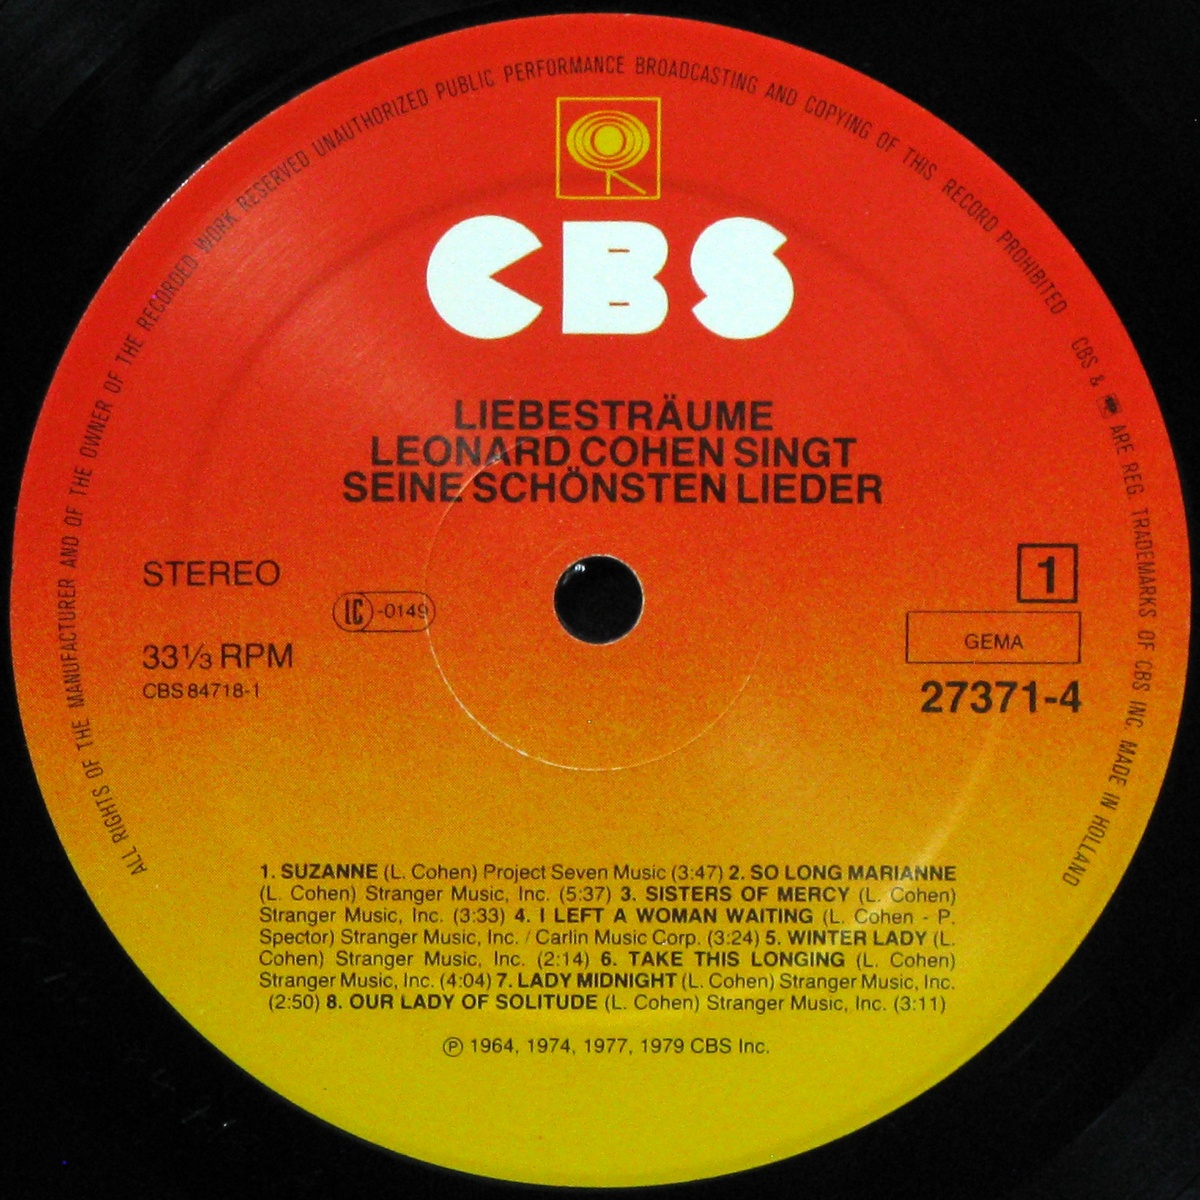 ALL RIGHTS OF THE MANUFACTURER AND OF THE OWNER OF THE RECORDED WORK RESERVED UNAUTHORIZED PUBLIC PERFORMANCE BROADCASTING AND COPYING OF THIS RECORD PROHIBITED CBS & ARE REG. TRADEMARKS OF CBS INC. MADE IN HOLLAND
CBS
LIEBESTRÄUME
LEONARD COHEN SINGT
SEINE SCHÖNSTEN LIEDER
STEREO
LC -0149
33⅓ RPM
CBS 84718-1
1
GEMA
27371-4
1. SUZANNE (L. Cohen) Project Seven Music (3:47) 2. SO LONG MARIANNE
(L. Cohen) Stranger Music, Inc. (5:37) 3. SISTERS OF MERCY (L. Cohen)
Stranger Music, Inc. (3:33) 4. I LEFT A WOMAN WAITING (L. Cohen - P.
Spector) Stranger Music, Inc. / Carlin Music Corp. (3:24) 5. WINTER LADY (L.
Cohen) Stranger Music, Inc. (2:14) 6. TAKE THIS LONGING (L. Cohen)
Stranger Music, Inc. (4:04) 7. LADY MIDNIGHT (L. Cohen) Stranger Music, Inc.
(2:50) 8. OUR LADY OF SOLITUDE (L. Cohen) Stranger Music, Inc. (3:11)
℗ 1964, 1974, 1977, 1979 CBS Inc.